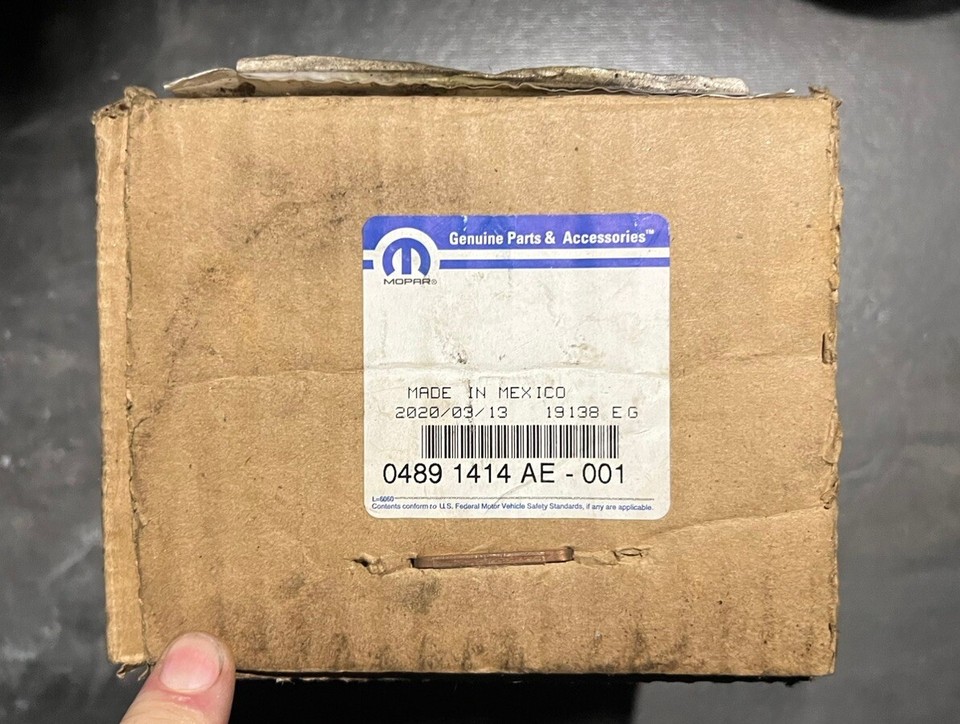 Genuine Parts & Accessories™
MOPAR®
MADE IN MEXICO
2020/03/13 19138 EG
0489 1414 AE - 001
L-6060
Contents conform to U.S. Federal Motor Vehicle Safety Standards, if any are applicable.